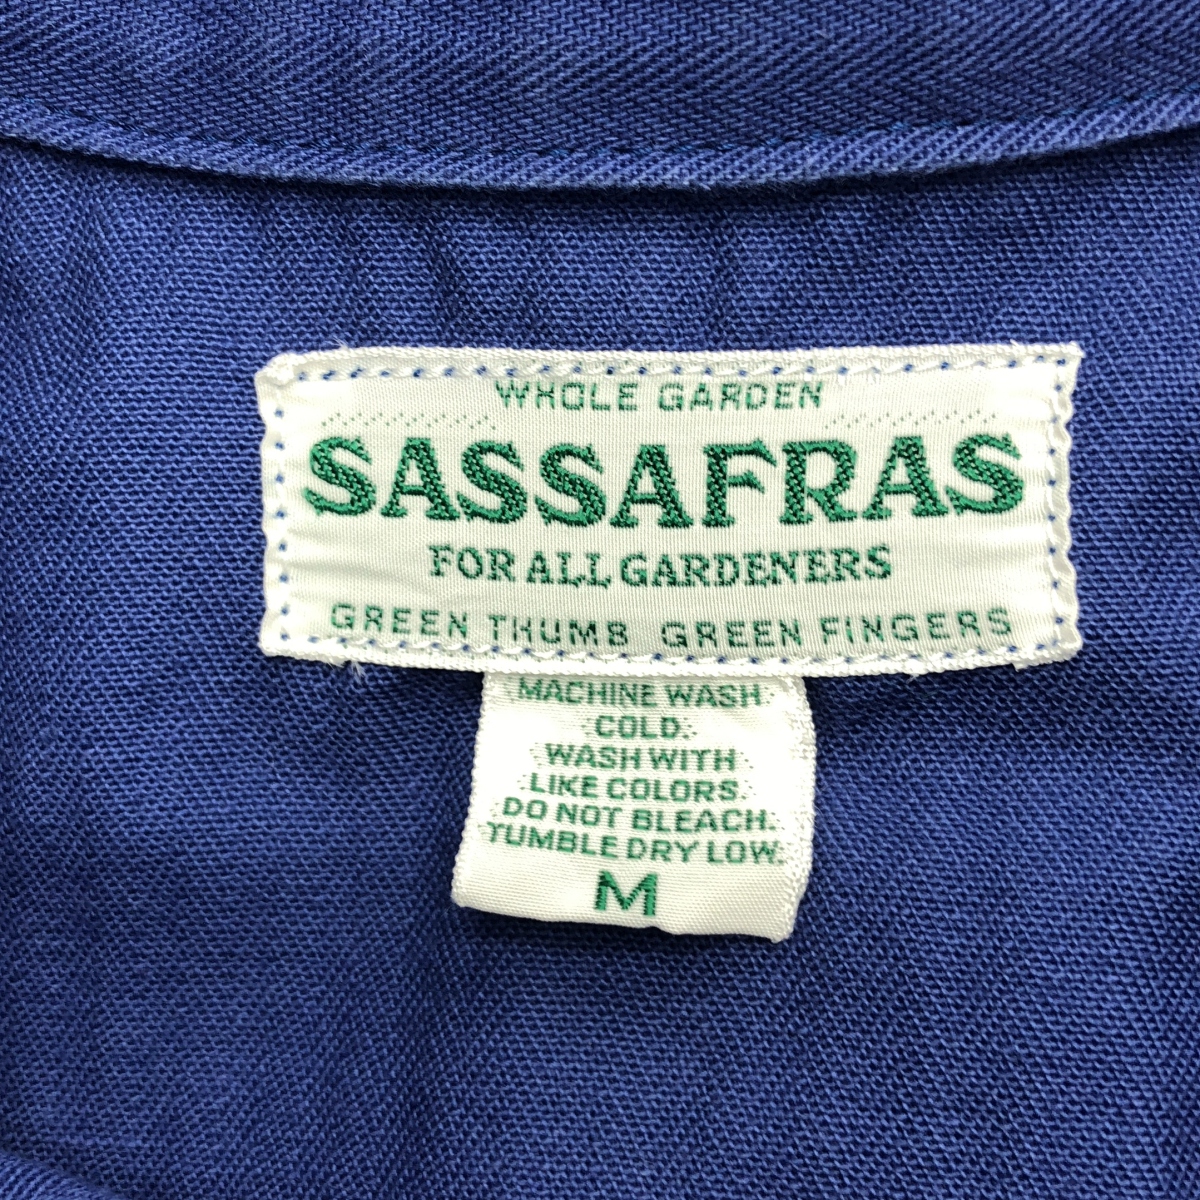 WHOLE GARDEN
SASSAFRAS
FOR ALL GARDENERS
GREEN THUMB GREEN FINGERS
MACHINE WASH
COLD.
WASH WITH
LIKE COLORS.
DO NOT BLEACH.
TUMBLE DRY LOW.
M